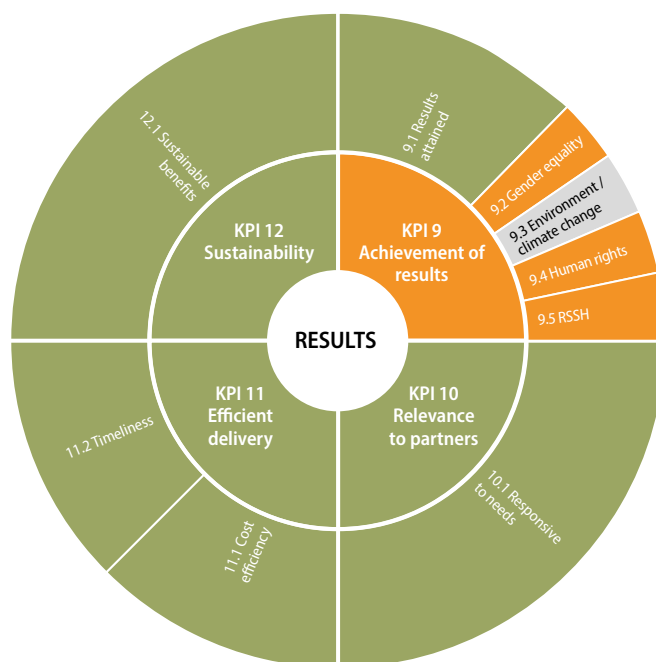 RESULTS
KPI 9
Achievement of
results
9.1 Results
attained
9.2 Gender equality
9.3 Environment /
climate change
9.4 Human rights
9.5 RSSH
KPI 10
Relevance
to partners
10.1 Responsive
to needs
KPI 11
Efficient
delivery
11.1 Cost
efficiency
11.2 Timeliness
KPI 12
Sustainability
12.1 Sustainable
benefits